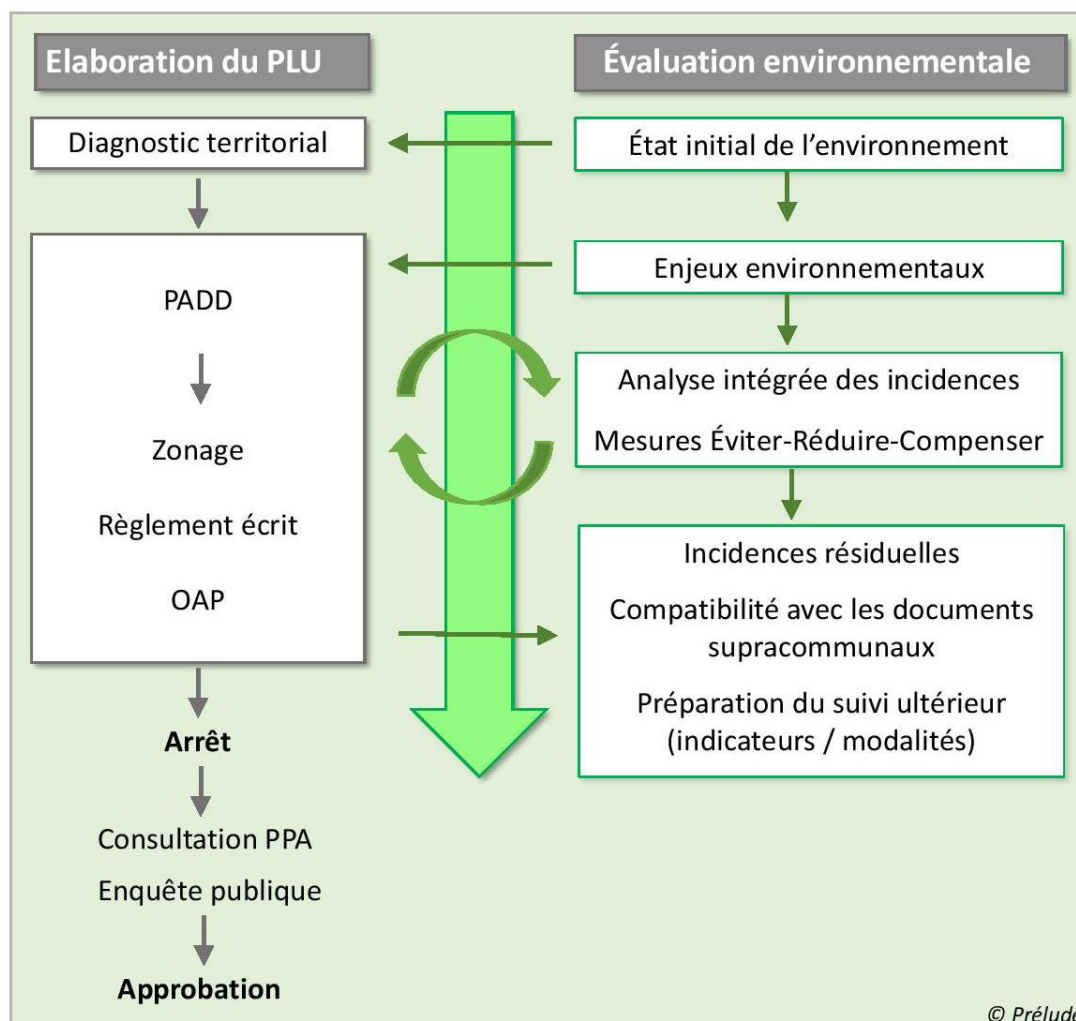 Elaboration du PLU
Diagnostic territorial
PADD
Zonage
Règlement écrit
OAP
Arrêt
Consultation PPA
Enquête publique
Approbation
Évaluation environnementale
État initial de l'environnement
Enjeux environnementaux
Analyse intégrée des incidences
Mesures Éviter-Réduire-Compenser
Incidences résiduelles
Compatibilité avec les documents
supracommunaux
Préparation du suivi ultérieur
(indicateurs / modalités)
© Prélude